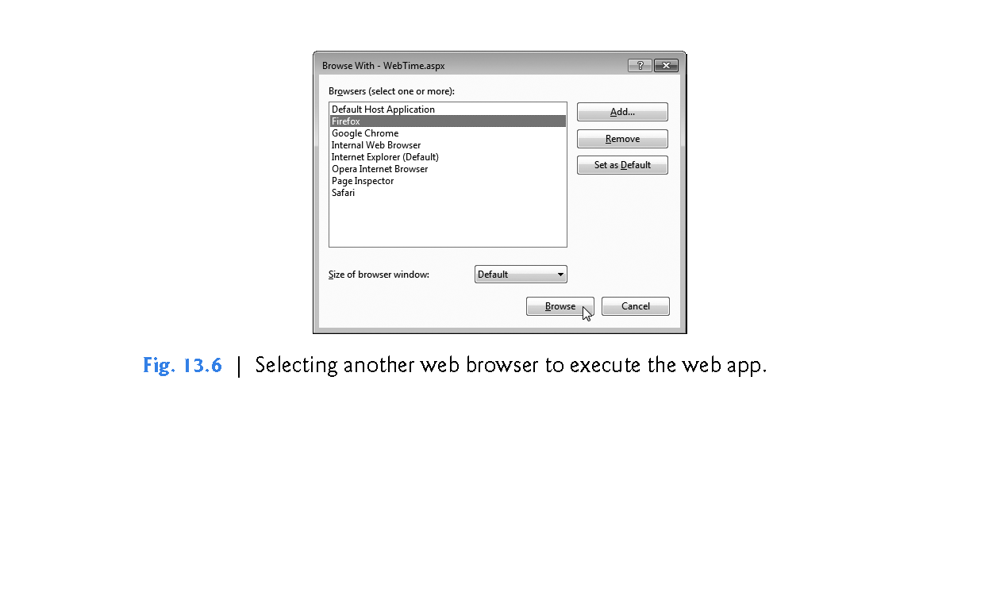 Browse With - WebTime.aspx
?
Browsers (select one or more):
Default Host Application
Firefox
Google Chrome
Internal Web Browser
Internet Explorer (Default)
Opera Internet Browser
Page Inspector
Safari
Add...
Remove
Set as Default
Size of browser window:
Default
Browse
Cancel
Fig. 13.6 | Selecting another web browser to execute the web app.